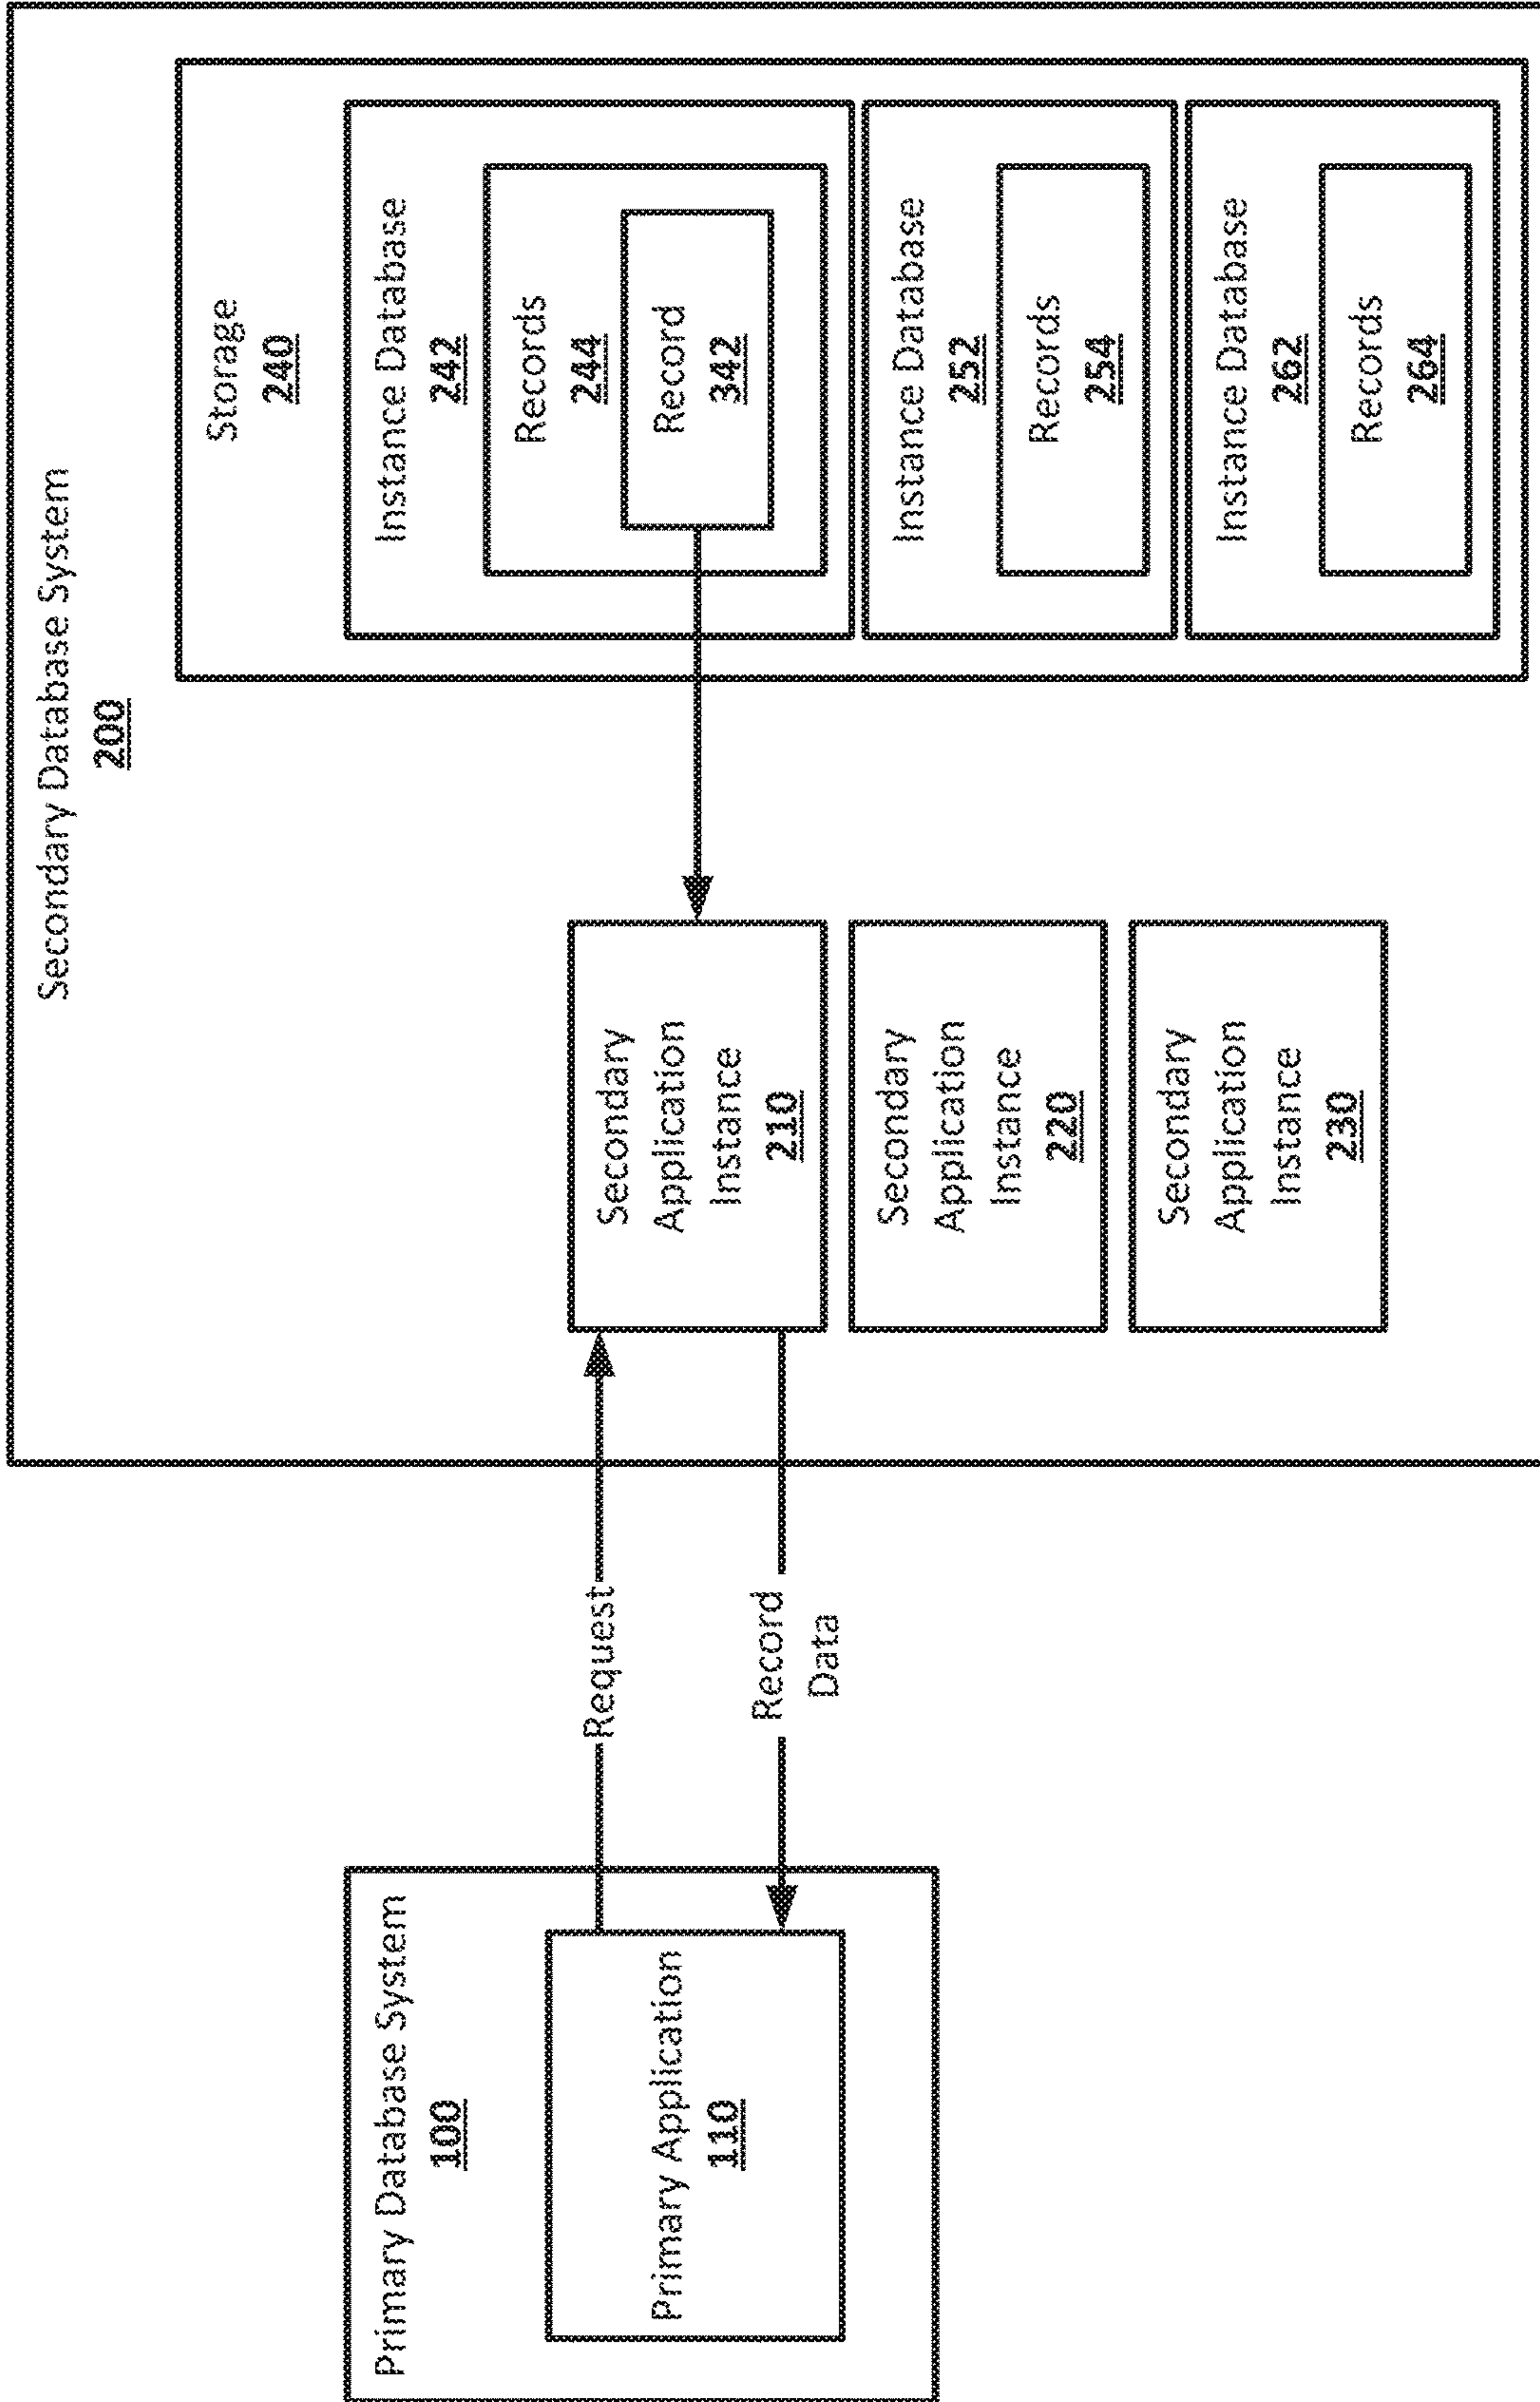 Secondary Database System
200
Storage
240
Instance Database
242
Records
244
Record
342
Instance Database
252
Records
254
Instance Database
262
Records
264
Secondary
Application
Instance
210
Secondary
Application
Instance
220
Secondary
Application
Instance
230
Request
Record
Data
Primary Database System
100
Primary Application
110